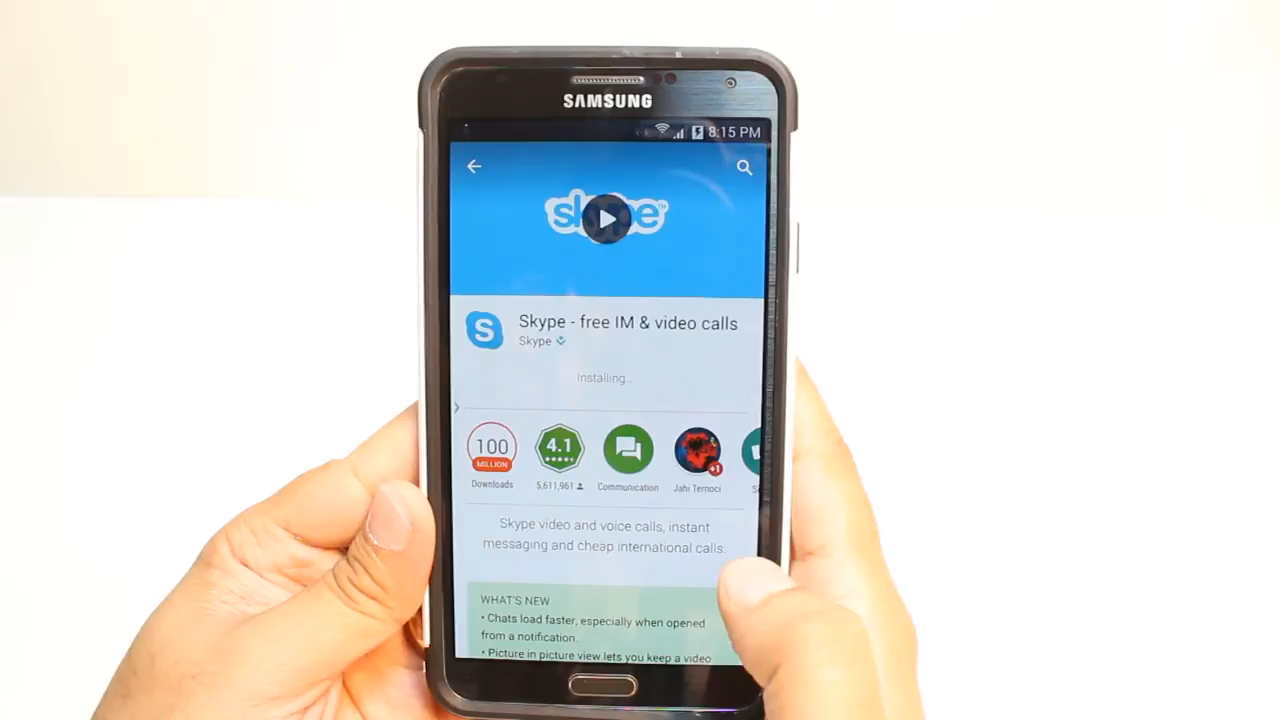 SAMSUNG
8:15 PM
skype
S
Skype - free IM & video calls
Skype
Installing...
100
MILLION
Downloads
4.1
5,611,961
Communication
+1
Jahi Ternoci
Skype video and voice calls, instant
messaging and cheap international calls.
WHAT'S NEW
• Chats load faster, especially when opened
from a notification.
• Picture in picture view lets you keep a video